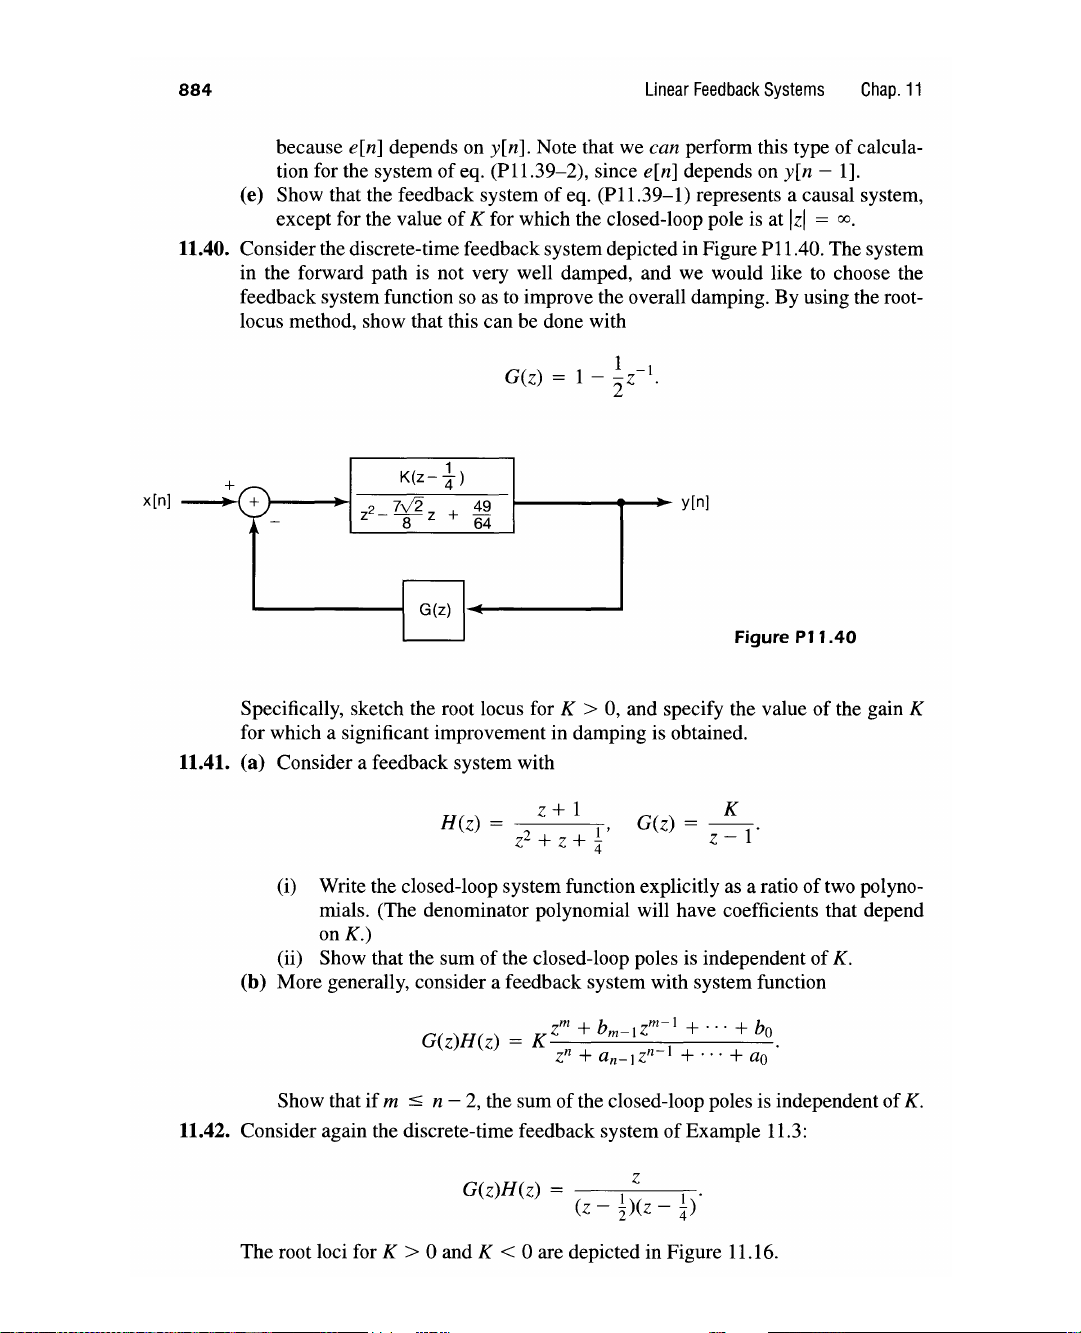 884 Linear Feedback Systems Chap. 11
because e[n] depends on y[n]. Note that we can perform this type of calcula-
tion for the system of eq. (P11.39–2), since e[n] depends on y[n − 1].
(e) Show that the feedback system of eq. (P11.39–1) represents a causal system,
except for the value of K for which the closed-loop pole is at |z| = ∞.
11.40. Consider the discrete-time feedback system depicted in Figure P11.40. The system
in the forward path is not very well damped, and we would like to choose the
feedback system function so as to improve the overall damping. By using the root-
locus method, show that this can be done with
G(z) = 1 − \frac{1}{2}z^{-1}.
x[n] + + − \frac{K(z - \frac{1}{4})}{z^2 - \frac{7\sqrt{2}}{8}z + \frac{49}{64}} y[n]
G(z)
Figure P11.40
Specifically, sketch the root locus for K > 0, and specify the value of the gain K
for which a significant improvement in damping is obtained.
11.41. (a) Consider a feedback system with
H(z) = \frac{z + 1}{z^2 + z + \frac{1}{4}}, G(z) = \frac{K}{z - 1}.
(i) Write the closed-loop system function explicitly as a ratio of two polyno-
mials. (The denominator polynomial will have coefficients that depend
on K.)
(ii) Show that the sum of the closed-loop poles is independent of K.
(b) More generally, consider a feedback system with system function
G(z)H(z) = K\frac{z^m + b_{m-1}z^{m-1} + ··· + b_0}{z^n + a_{n-1}z^{n-1} + ··· + a_0}.
Show that if m ≤ n − 2, the sum of the closed-loop poles is independent of K.
11.42. Consider again the discrete-time feedback system of Example 11.3:
G(z)H(z) = \frac{z}{(z - \frac{1}{2})(z - \frac{1}{4})}.
The root loci for K > 0 and K < 0 are depicted in Figure 11.16.